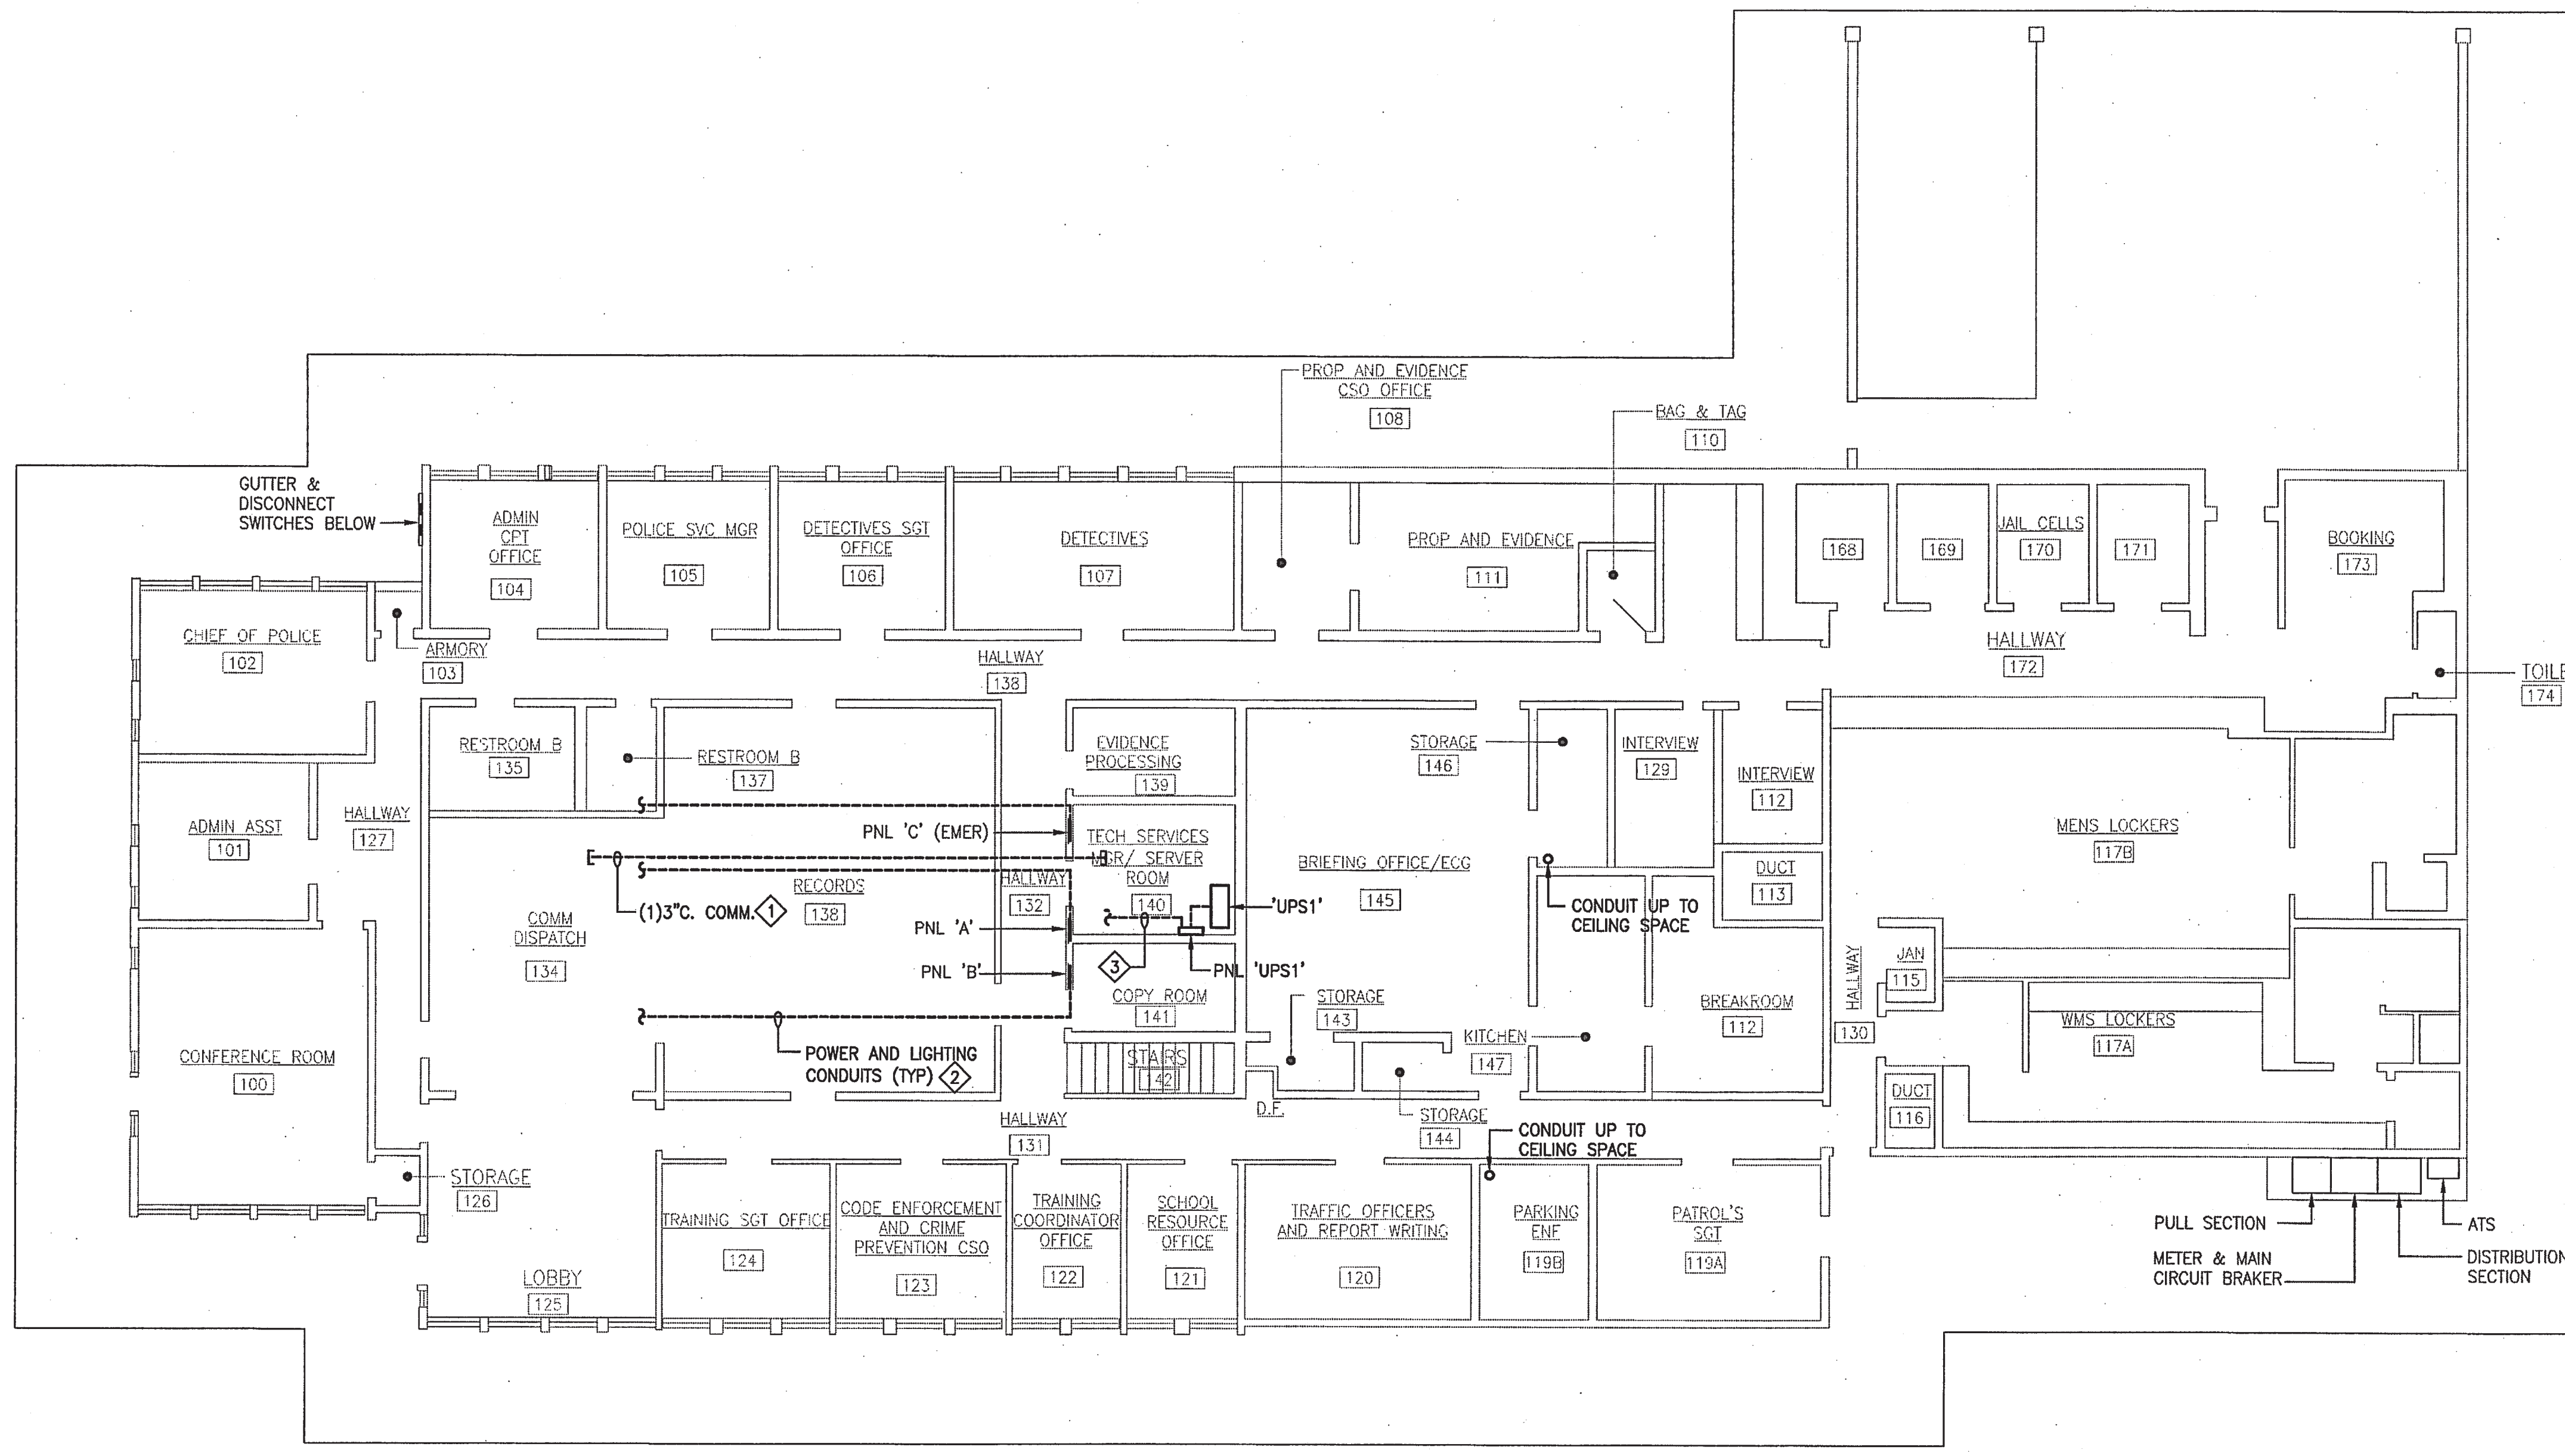 PROP AND EVIDENCE
CSO OFFICE
108
BAG & TAG
110
GUTTER &
DISCONNECT
SWITCHES BELOW
ADMIN
CPT
OFFICE
104
POLICE SVC MGR
105
DETECTIVES SGT
OFFICE
106
DETECTIVES
107
PROP AND EVIDENCE
111
168
169
JAIL CELLS
170
171
BOOKING
173
CHIEF OF POLICE
102
ARMORY
103
HALLWAY
138
HALLWAY
172
174
RESTROOM B
135
RESTROOM B
137
EVIDENCE
PROCESSING
139
STORAGE
146
INTERVIEW
129
INTERVIEW
112
ADMIN ASST
101
HALLWAY
127
PNL 'C' (EMER)
TECH SERVICES
MGR/ SERVER
ROOM
140
BRIEFING OFFICE/ECG
145
DUCT
113
MENS LOCKERS
117B
RECORDS
138
HALLWAY
132
(1)3"C. COMM.
1
'UPS1'
CONDUIT UP TO
CEILING SPACE
COMM
DISPATCH
134
PNL 'A'
PNL 'B'
3
PNL 'UPS1'
COPY ROOM
141
STORAGE
143
BREAKROOM
112
HALLWAY
130
JAN
115
WMS LOCKERS
117A
CONFERENCE ROOM
100
POWER AND LIGHTING
CONDUITS (TYP)
2
STAIRS
142
KITCHEN
147
DUCT
116
D.F.
HALLWAY
131
STORAGE
144
CONDUIT UP TO
CEILING SPACE
STORAGE
126
TRAINING SGT OFFICE
124
CODE ENFORCEMENT
AND CRIME
PREVENTION CSO
123
TRAINING
COORDINATOR
OFFICE
122
SCHOOL
RESOURCE
OFFICE
121
TRAFFIC OFFICERS
AND REPORT WRITING
120
PARKING
ENF
119B
PATROL'S
SGT
119A
LOBBY
125
PULL SECTION
METER & MAIN
CIRCUIT BRAKER
ATS
DISTRIBUTION
SECTION